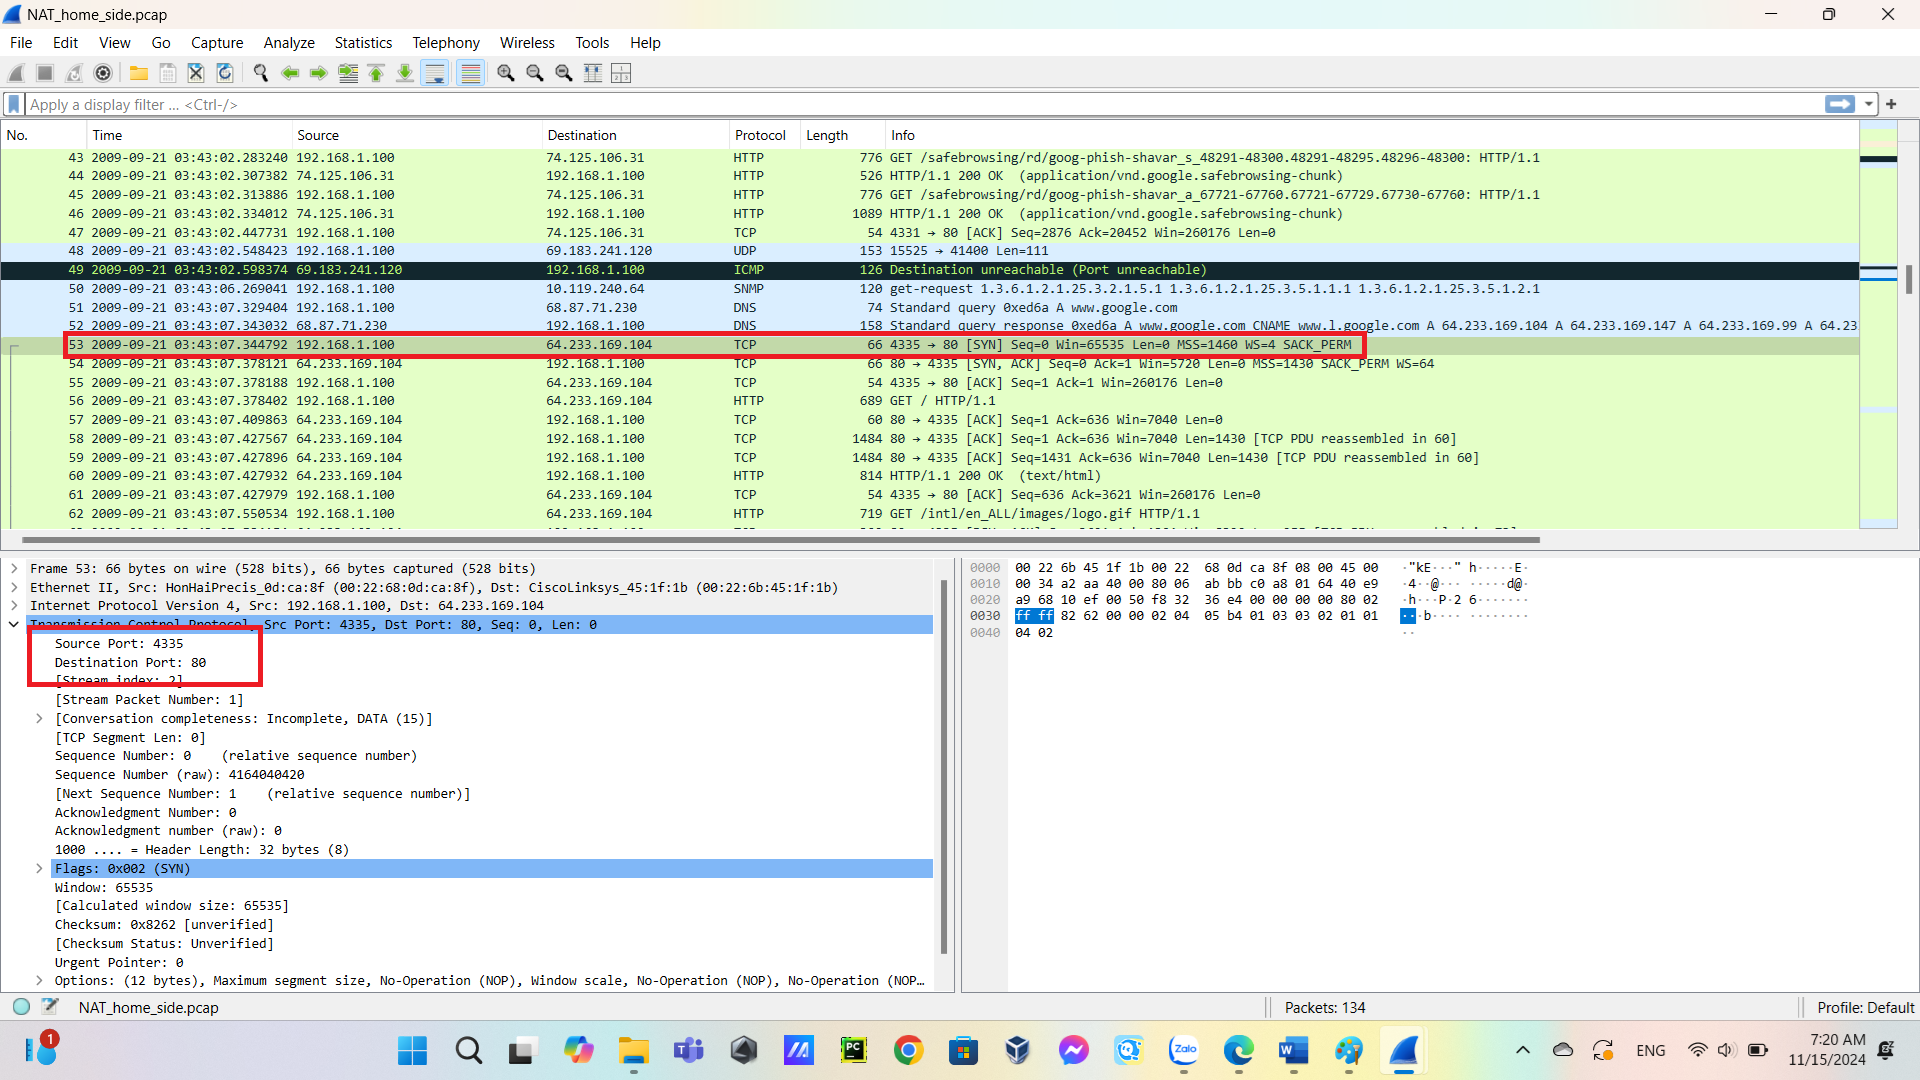 NAT_home_side.pcap
File Edit View Go Capture Analyze Statistics Telephony Wireless Tools Help
Apply a display filter … <Ctrl-/>
No. Time Source Destination Protocol Length Info
43 2009-09-21 03:43:02.283240 192.168.1.100 74.125.106.31 HTTP 776 GET /safebrowsing/rd/goog-phish-shavar_s_48291-48300.48291-48295.48296-48300: HTTP/1.1
44 2009-09-21 03:43:02.307382 74.125.106.31 192.168.1.100 HTTP 526 HTTP/1.1 200 OK (application/vnd.google.safebrowsing-chunk)
45 2009-09-21 03:43:02.313886 192.168.1.100 74.125.106.31 HTTP 776 GET /safebrowsing/rd/goog-phish-shavar_a_67721-67760.67721-67729.67730-67760: HTTP/1.1
46 2009-09-21 03:43:02.334012 74.125.106.31 192.168.1.100 HTTP 1089 HTTP/1.1 200 OK (application/vnd.google.safebrowsing-chunk)
47 2009-09-21 03:43:02.447731 192.168.1.100 74.125.106.31 TCP 54 4331 → 80 [ACK] Seq=2876 Ack=20452 Win=260176 Len=0
48 2009-09-21 03:43:02.548423 192.168.1.100 69.183.241.120 UDP 153 15525 → 41400 Len=111
49 2009-09-21 03:43:02.598374 69.183.241.120 192.168.1.100 ICMP 126 Destination unreachable (Port unreachable)
50 2009-09-21 03:43:06.269041 192.168.1.100 10.119.240.64 SNMP 120 get-request 1.3.6.1.2.1.25.3.2.1.5.1 1.3.6.1.2.1.25.3.5.1.1.1 1.3.6.1.2.1.25.3.5.1.2.1
51 2009-09-21 03:43:07.329404 192.168.1.100 68.87.71.230 DNS 74 Standard query 0xed6a A www.google.com
52 2009-09-21 03:43:07.343032 68.87.71.230 192.168.1.100 DNS 158 Standard query response 0xed6a A www.google.com CNAME www.l.google.com A 64.233.169.104 A 64.233.169.147 A 64.233.169.99 A 64.23
53 2009-09-21 03:43:07.344792 192.168.1.100 64.233.169.104 TCP 66 4335 → 80 [SYN] Seq=0 Win=65535 Len=0 MSS=1460 WS=4 SACK_PERM
54 2009-09-21 03:43:07.378121 64.233.169.104 192.168.1.100 TCP 66 80 → 4335 [SYN, ACK] Seq=0 Ack=1 Win=5720 Len=0 MSS=1430 SACK_PERM WS=64
55 2009-09-21 03:43:07.378188 192.168.1.100 64.233.169.104 TCP 54 4335 → 80 [ACK] Seq=1 Ack=1 Win=260176 Len=0
56 2009-09-21 03:43:07.378402 192.168.1.100 64.233.169.104 HTTP 689 GET / HTTP/1.1
57 2009-09-21 03:43:07.409863 64.233.169.104 192.168.1.100 TCP 60 80 → 4335 [ACK] Seq=1 Ack=636 Win=7040 Len=0
58 2009-09-21 03:43:07.427567 64.233.169.104 192.168.1.100 TCP 1484 80 → 4335 [ACK] Seq=1 Ack=636 Win=7040 Len=1430 [TCP PDU reassembled in 60]
59 2009-09-21 03:43:07.427896 64.233.169.104 192.168.1.100 TCP 1484 80 → 4335 [ACK] Seq=1431 Ack=636 Win=7040 Len=1430 [TCP PDU reassembled in 60]
60 2009-09-21 03:43:07.427932 64.233.169.104 192.168.1.100 HTTP 814 HTTP/1.1 200 OK (text/html)
61 2009-09-21 03:43:07.427979 192.168.1.100 64.233.169.104 TCP 54 4335 → 80 [ACK] Seq=636 Ack=3621 Win=260176 Len=0
62 2009-09-21 03:43:07.550534 192.168.1.100 64.233.169.104 HTTP 719 GET /intl/en_ALL/images/logo.gif HTTP/1.1
Frame 53: 66 bytes on wire (528 bits), 66 bytes captured (528 bits)
Ethernet II, Src: HonHaiPrecis_0d:ca:8f (00:22:68:0d:ca:8f), Dst: CiscoLinksys_45:1f:1b (00:22:6b:45:1f:1b)
Internet Protocol Version 4, Src: 192.168.1.100, Dst: 64.233.169.104
Transmission Control Protocol, Src Port: 4335, Dst Port: 80, Seq: 0, Len: 0
Source Port: 4335
Destination Port: 80
[Stream index: 2]
[Stream Packet Number: 1]
[Conversation completeness: Incomplete, DATA (15)]
[TCP Segment Len: 0]
Sequence Number: 0 (relative sequence number)
Sequence Number (raw): 4164040420
[Next Sequence Number: 1 (relative sequence number)]
Acknowledgment Number: 0
Acknowledgment number (raw): 0
1000 .... = Header Length: 32 bytes (8)
Flags: 0x002 (SYN)
Window: 65535
[Calculated window size: 65535]
Checksum: 0x8262 [unverified]
[Checksum Status: Unverified]
Urgent Pointer: 0
Options: (12 bytes), Maximum segment size, No-Operation (NOP), Window scale, No-Operation (NOP), No-Operation (NOP…
0000 00 22 6b 45 1f 1b 00 22 68 0d ca 8f 08 00 45 00 ·"kE···" h·····E·
0010 00 34 a2 aa 40 00 80 06 ab bb c0 a8 01 64 40 e9 ·4··@··· ·····d@·
0020 a9 68 10 ef 00 50 f8 32 36 e4 00 00 00 00 80 02 ·h···P·2 6·······
0030 ff ff 82 62 00 00 02 04 05 b4 01 03 03 02 01 01 ···b···· ········
0040 04 02 ··
NAT_home_side.pcap Packets: 134 Profile: Default
1 PC Zalo W ENG 7:20 AM
11/15/2024